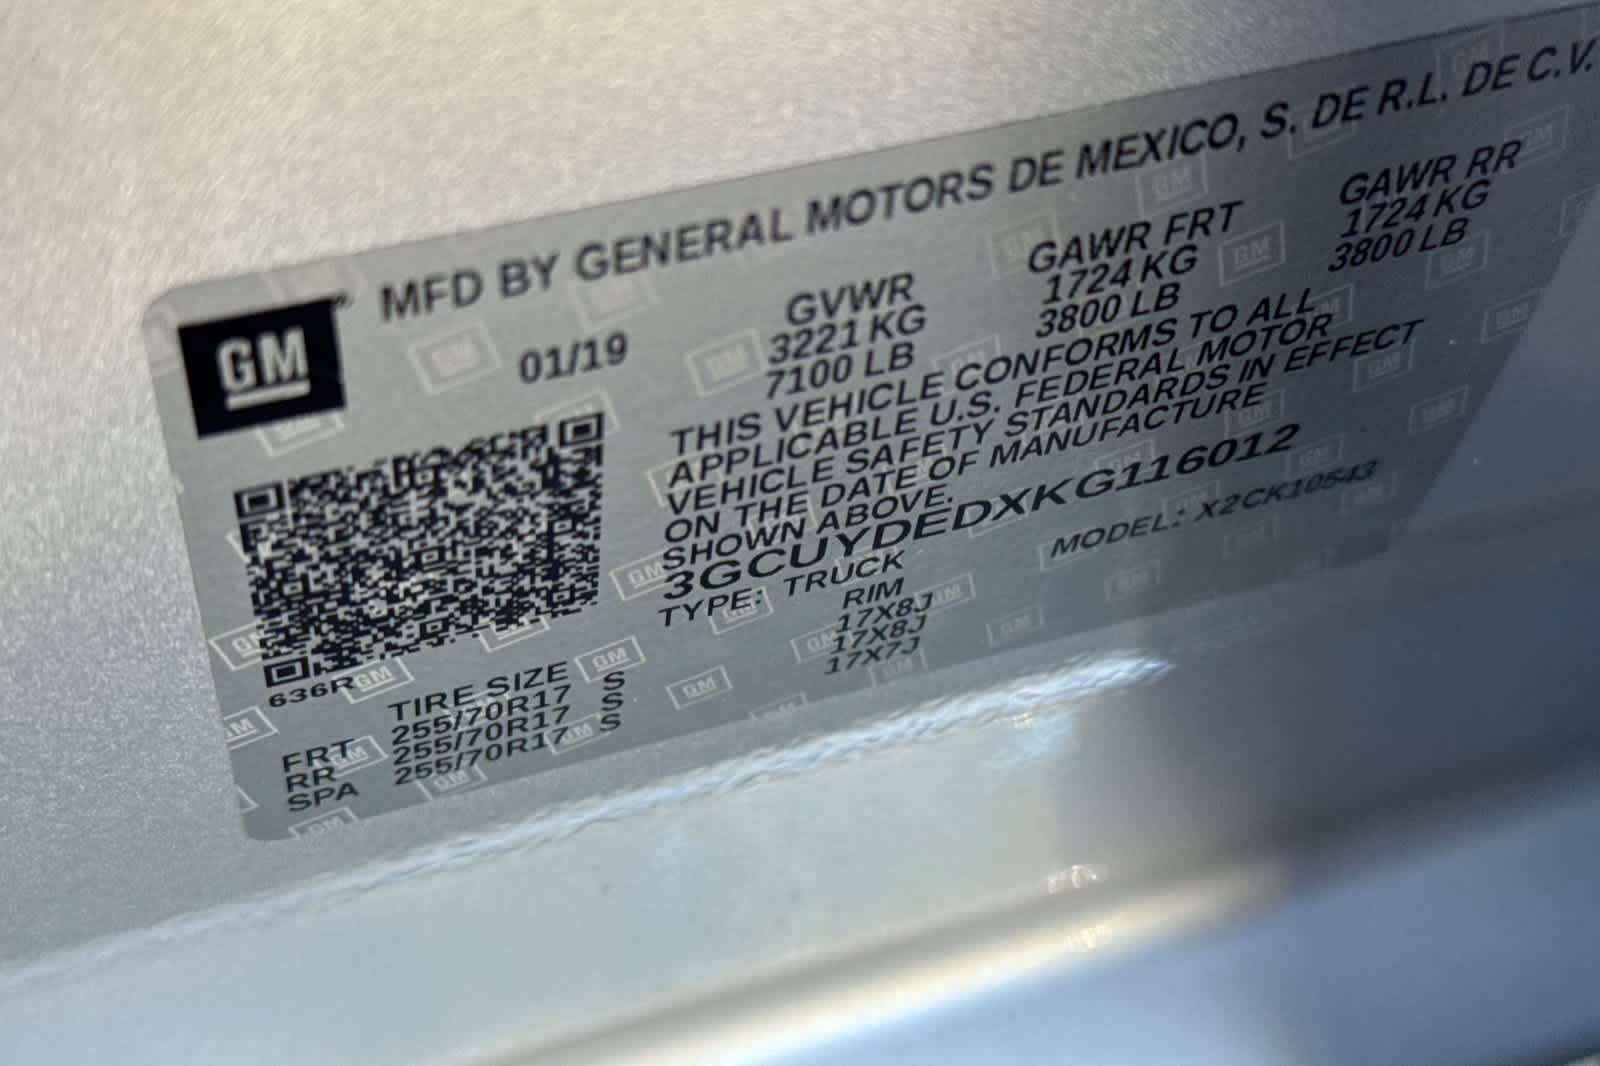 GM
MFD BY GENERAL MOTORS DE MEXICO, S. DE R.L. DE C.V.
01/19
GVWR GAWR FRT GAWR RR
3221 KG 1724 KG 1724 KG
7100 LB 3800 LB 3800 LB
THIS VEHICLE CONFORMS TO ALL
APPLICABLE U.S. FEDERAL MOTOR
VEHICLE SAFETY STANDARDS IN EFFECT
ON THE DATE OF MANUFACTURE
SHOWN ABOVE.
3GCUYDEDXKG116012
TYPE: TRUCK MODEL: X2CK10543
636R
TIRE SIZE RIM
FRT 255/70R17 S 17X8J
RR 255/70R17 S 17X8J
SPA 255/70R17 S 17X7J